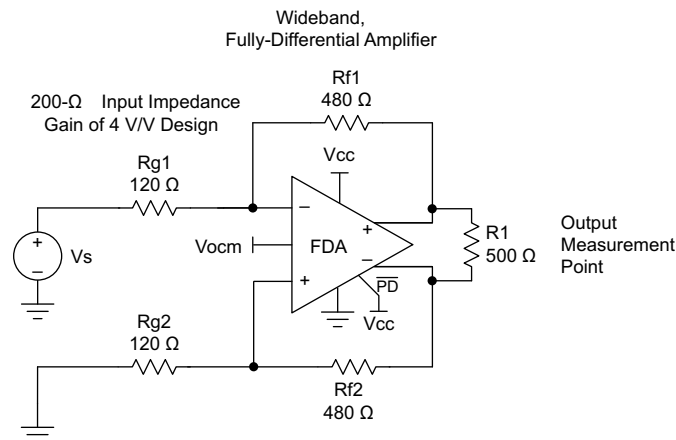 Wideband,
Fully-Differential Amplifier
200-Ω Input Impedance
Gain of 4 V/V Design
Rf1
480 Ω
Rg1
120 Ω
Vcc
Vocm
FDA
PD
Vcc
Vs
R1
500 Ω
Output
Measurement
Point
Rg2
120 Ω
Rf2
480 Ω